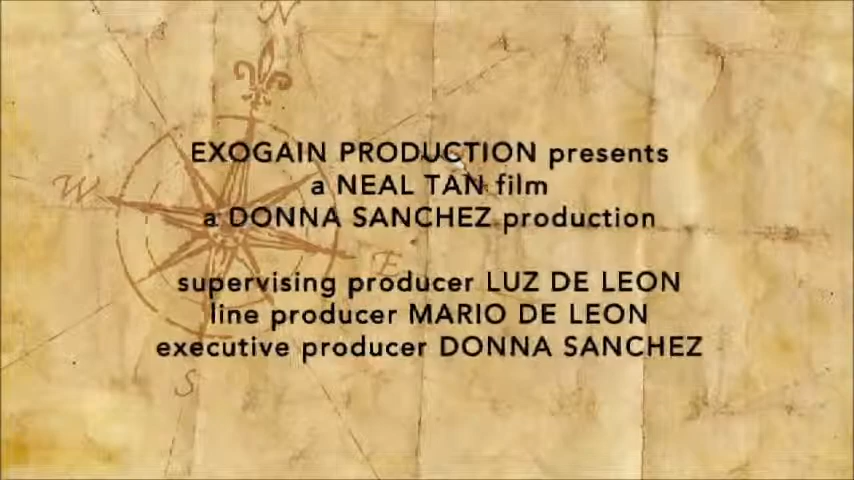 N
EXOGAIN PRODUCTION presents
a NEAL TAN film
W
a DONNA SANCHEZ production
E
supervising producer LUZ DE LEON
line producer MARIO DE LEON
executive producer DONNA SANCHEZ
S